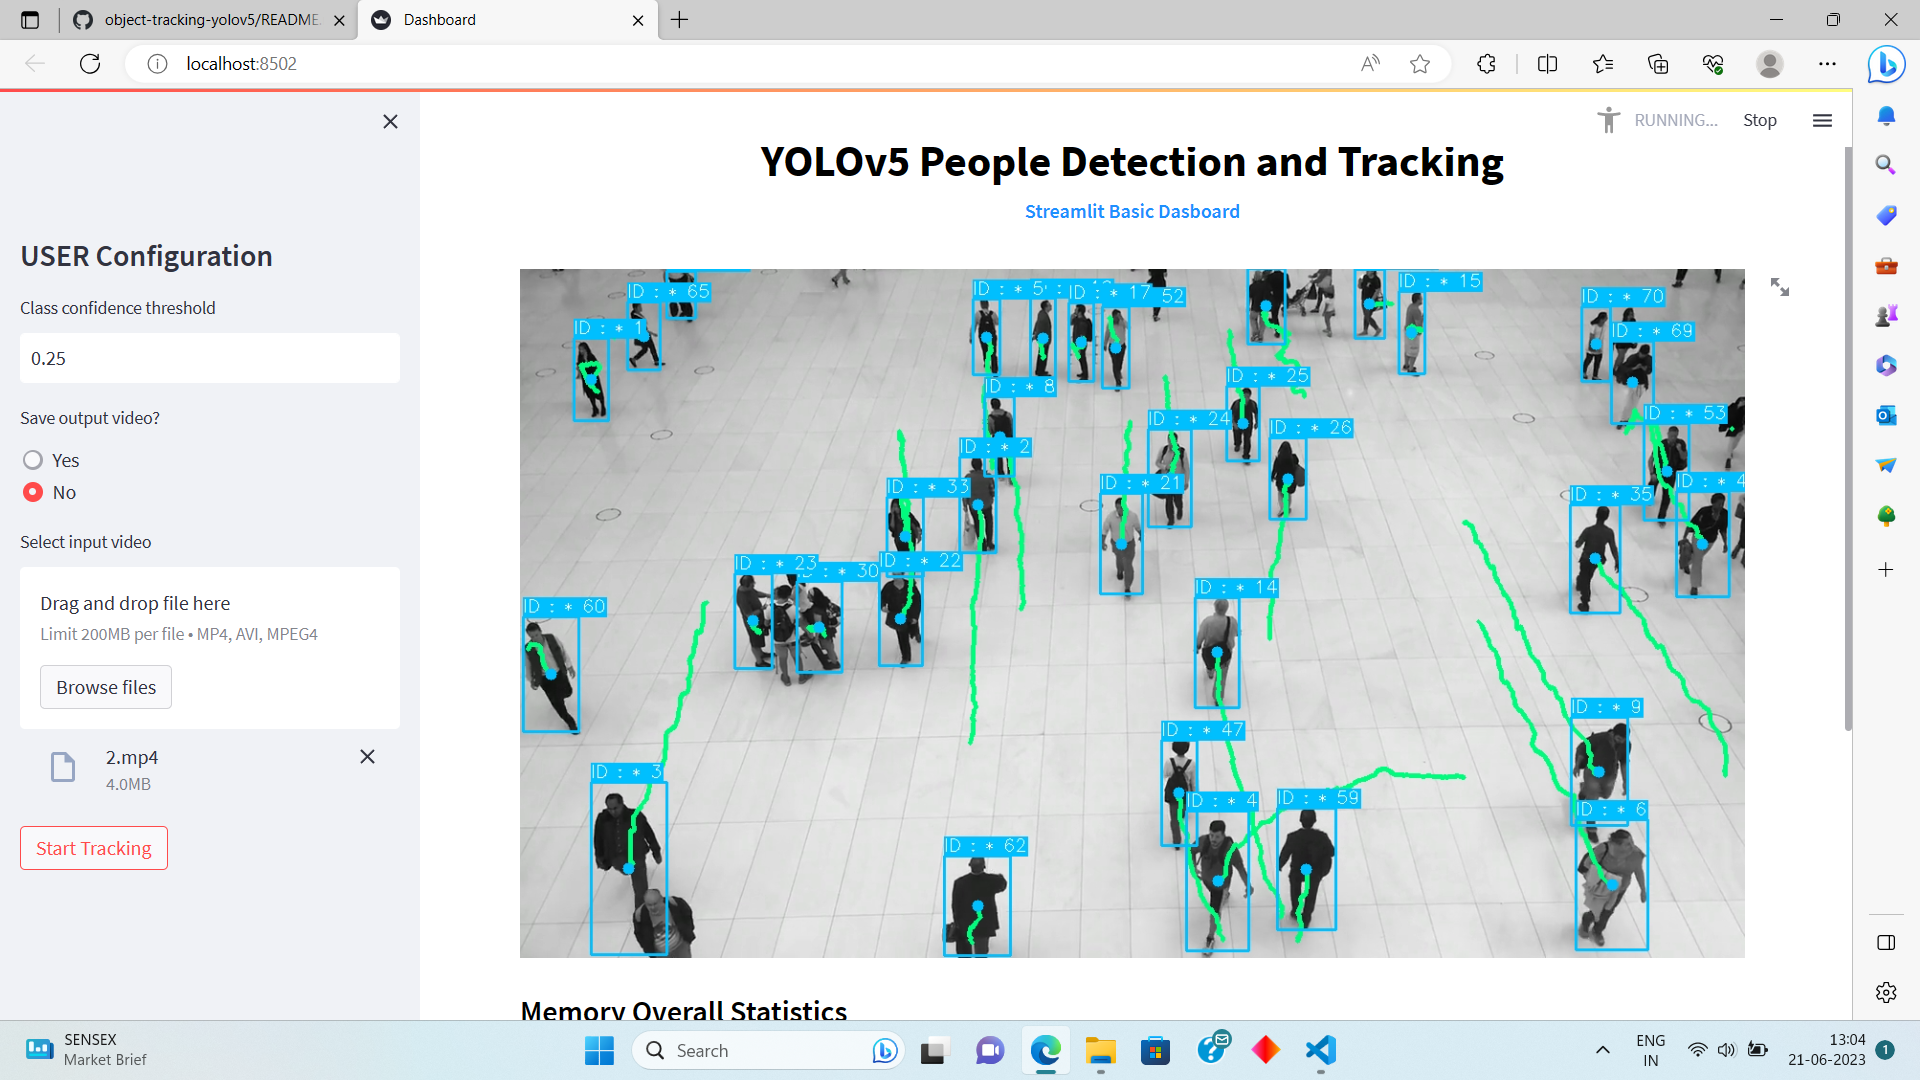 object-tracking-yolov5/README
Dashboard
localhost:8502
RUNNING...
Stop
YOLOv5 People Detection and Tracking
Streamlit Basic Dasboard
USER Configuration
Class confidence threshold
0.25
Save output video?
Yes
No
Select input video
Drag and drop file here
Limit 200MB per file • MP4, AVI, MPEG4
Browse files
2.mp4
4.0MB
Start Tracking
ID : * 65
ID : * 1
ID : * 5
ID : * 17
52
ID : * 15
ID : * 70
ID : * 69
ID : * 8
ID : * 25
ID : * 53
ID : * 24
ID : * 26
ID : * 2
ID : * 33
ID : * 21
ID : * 4
ID : * 35
ID : * 23
ID : * 30
ID : * 22
ID : * 14
ID : * 60
ID : * 9
ID : * 47
ID : * 3
ID : * 4
ID : * 59
ID : * 6
ID : * 62
Memory Overall Statistics
SENSEX
Market Brief
Search
ENG
IN
13:04
21-06-2023
1